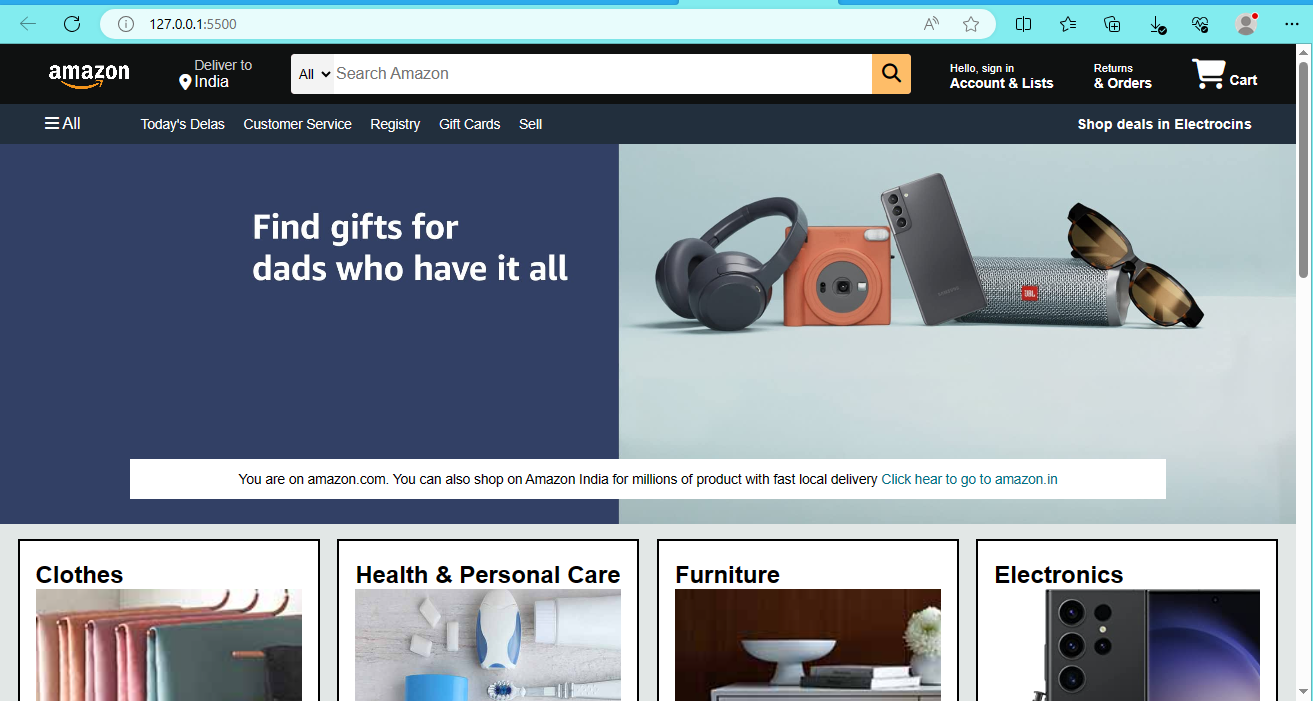 127.0.0.1:5500
amazon
Deliver to
India
All
Search Amazon
Hello, sign in
Account & Lists
Returns
& Orders
Cart
All
Today's Delas
Customer Service
Registry
Gift Cards
Sell
Shop deals in Electrocins
Find gifts for
dads who have it all
SAMSUNG
JBL
You are on amazon.com. You can also shop on Amazon India for millions of product with fast local delivery Click hear to go to amazon.in
Clothes
Health & Personal Care
Furniture
Electronics